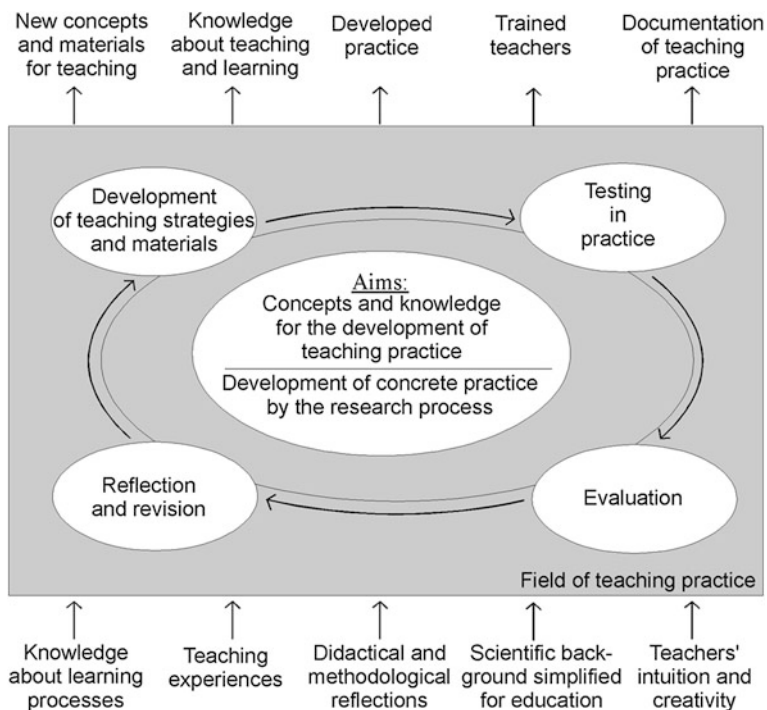 New concepts
and materials
for teaching
Knowledge
about teaching
and learning
Developed
practice
Trained
teachers
Documentation
of teaching
practice
Development
of teaching strategies
and materials
Testing
in
practice
Aims:
Concepts and knowledge
for the development of
teaching practice
Development of concrete practice
by the research process
Reflection
and revision
Evaluation
Field of teaching practice
Knowledge
about learning
processes
Teaching
experiences
Didactical and
methodological
reflections
Scientific back-
ground simplified
for education
Teachers'
intuition and
creativity